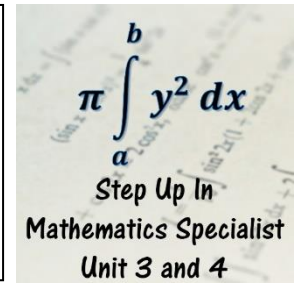 b
π ∫ y² dx
a
Step Up In
Mathematics Specialist
Unit 3 and 4